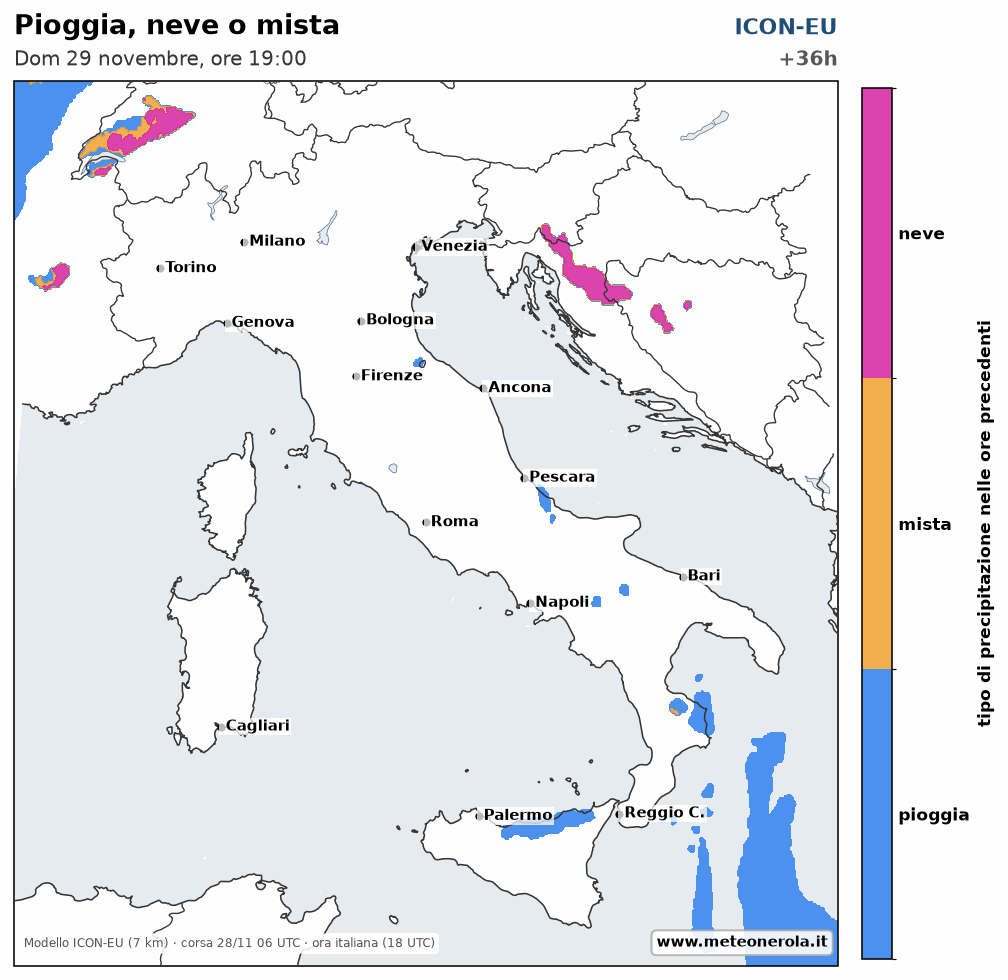 Pioggia, neve o mista
ICON-EU
Dom 29 novembre, ore 19:00
+36h
neve
Milano
Venezia
Torino
Bologna
Genova
Firenze
Ancona
Pescara
Roma
mista
tipo di precipitazione nelle ore precedenti
Bari
Napoli
Cagliari
Palermo
Reggio C.
pioggia
Modello ICON-EU (7 km) · corsa 28/11 06 UTC · ora italiana (18 UTC)
www.meteonerola.it